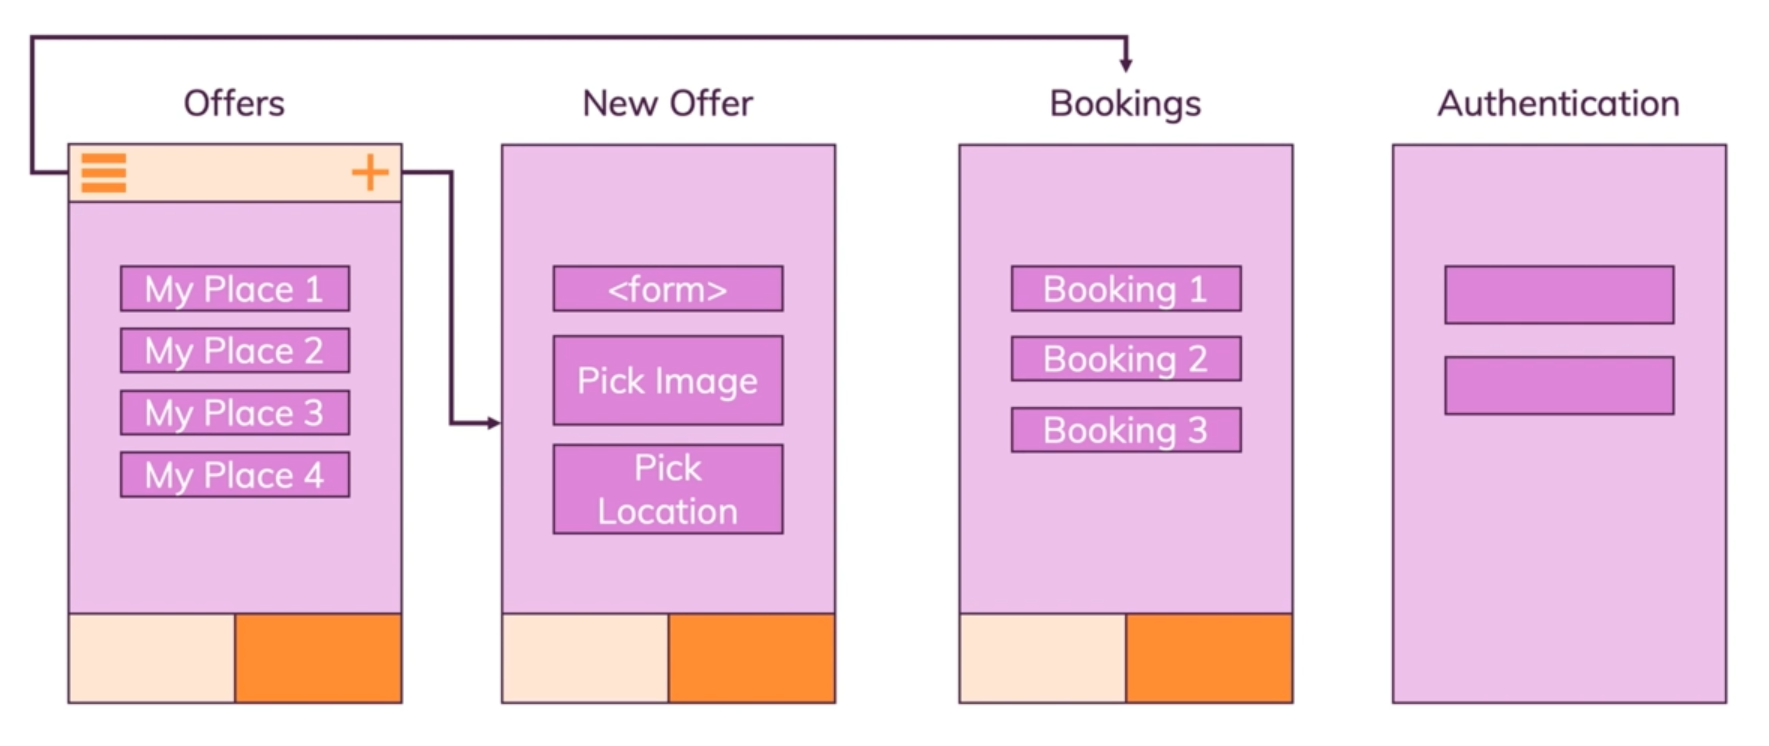 Offers
New Offer
Bookings
Authentication
My Place 1
My Place 2
My Place 3
My Place 4
<form>
Pick Image
Pick
Location
Booking 1
Booking 2
Booking 3